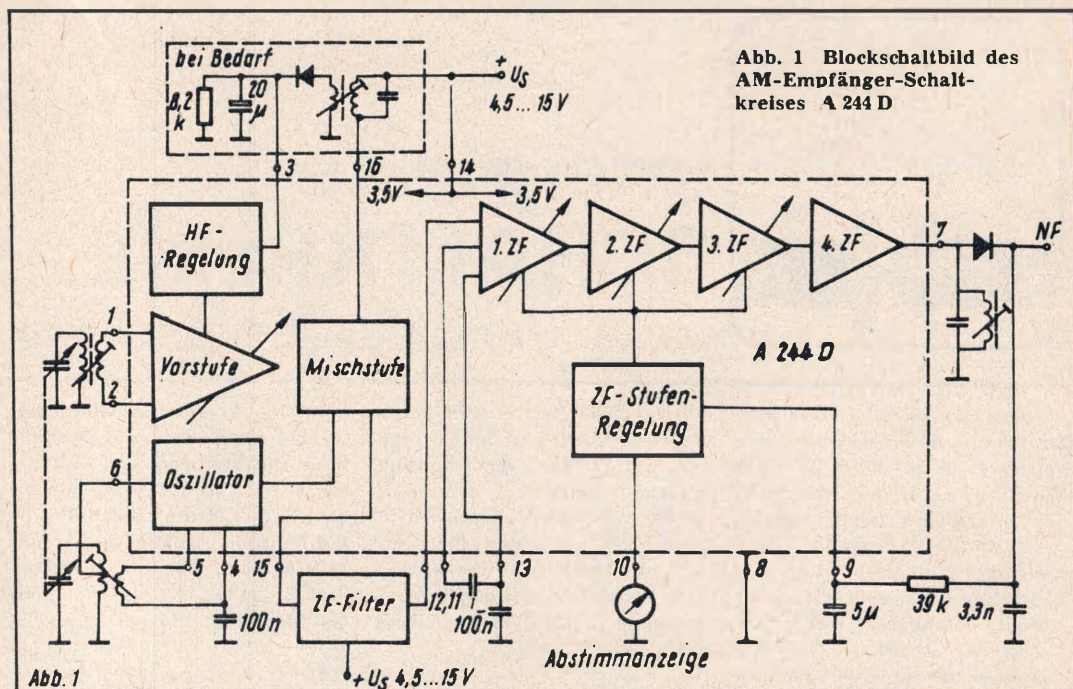 bei Bedarf
8,2
k
20
µ
+ Us
4,5...15 V
Abb. 1 Blockschaltbild des
AM-Empfänger-Schalt-
kreises A 244 D
3
16
14
3,5V
3,5V
HF-
Regelung
1. ZF
2. ZF
3. ZF
4. ZF
7
NF
1
2
Vorstufe
Mischstufe
A 244 D
ZF-Stufen-
Regelung
6
Oszillator
5
4
15
12,11
13
10
8
9
100n
ZF-Filter
100n
5µ
39k
3,3n
Abstimmanzeige
+ Us 4,5...15 V
Abb. 1